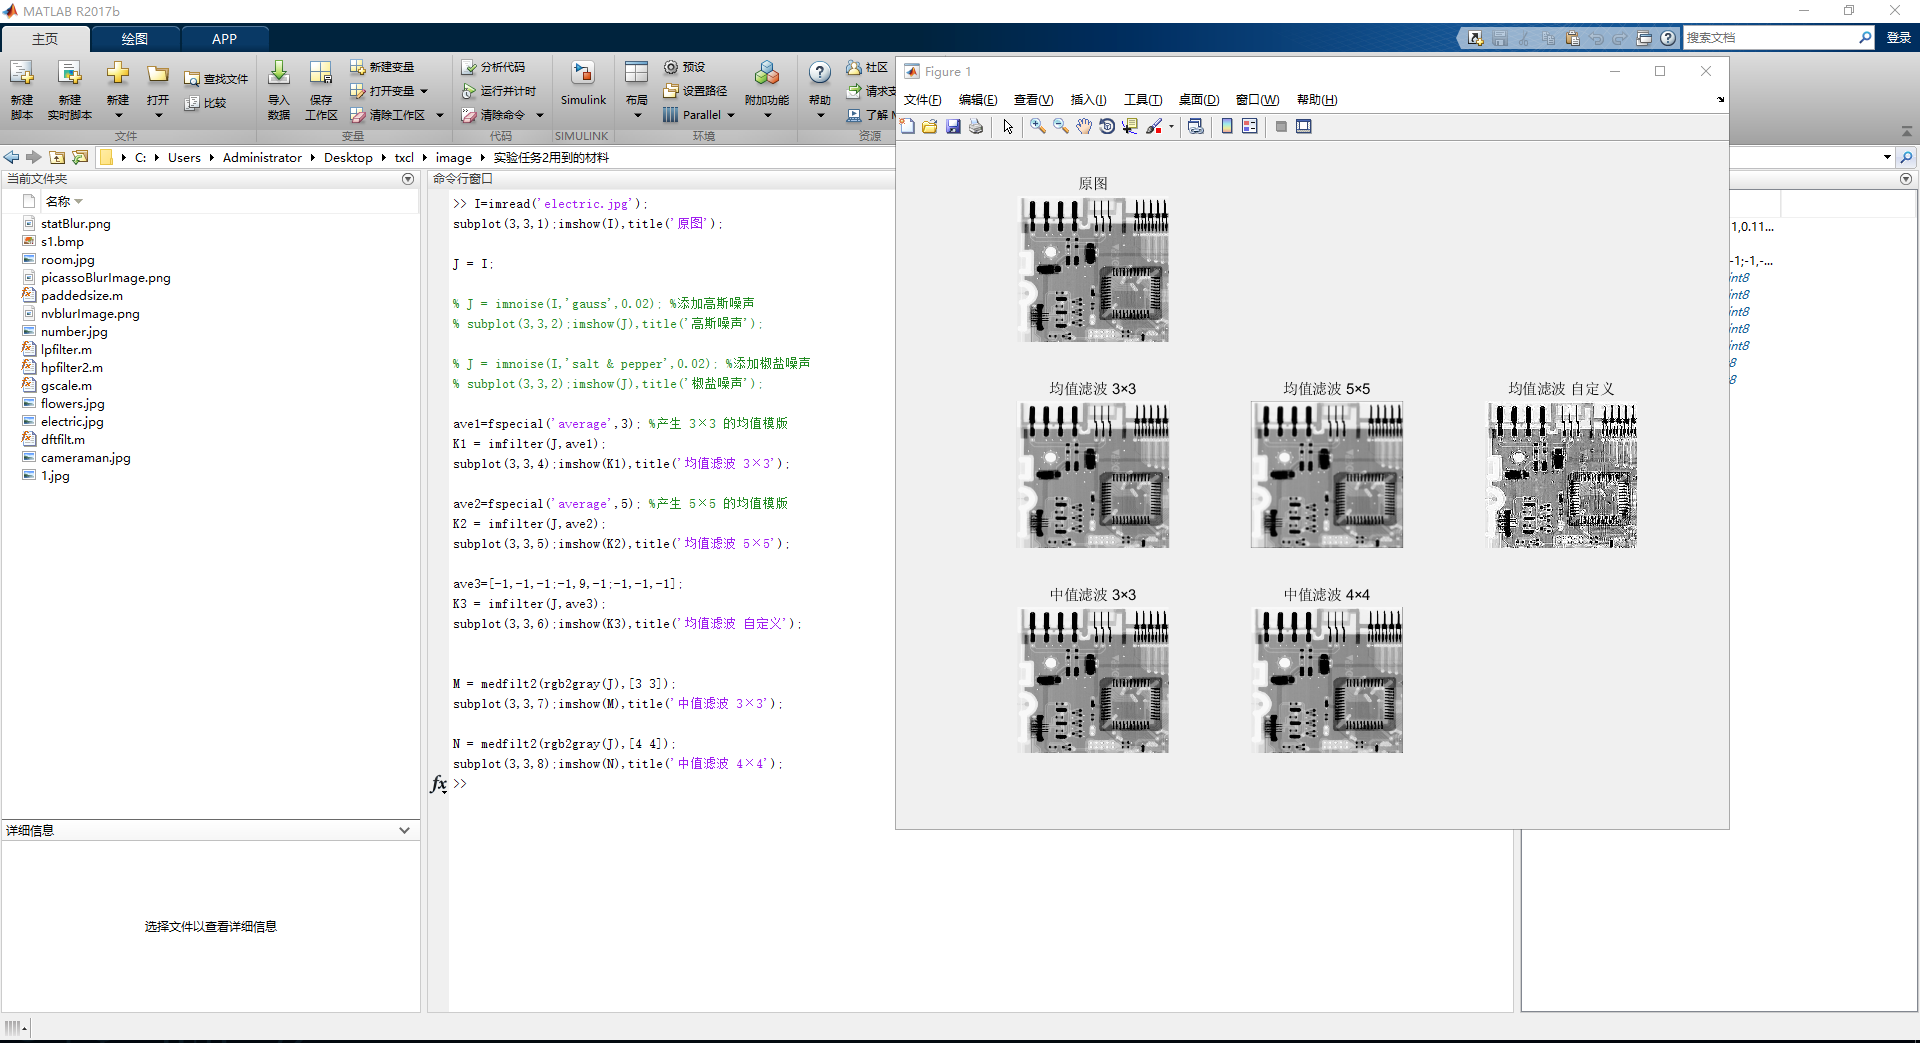 MATLAB R2017b
主页
绘图
APP
搜索文档
登录
新建
脚本
新建
实时脚本
新建
打开
查找文件
比较
文件
导入
数据
保存
工作区
新建变量
打开变量
清除工作区
变量
分析代码
运行并计时
清除命令
代码
Simulink
SIMULINK
布局
预设
设置路径
Parallel
附加功能
环境
帮助
社区
请求支
了解
资源
C:
Users
Administrator
Desktop
txcl
image
实验任务2用到的材料
当前文件夹
名称
statBlur.png
s1.bmp
room.jpg
picassoBlurImage.png
paddedsize.m
nvblurImage.png
number.jpg
lpfilter.m
hpfilter2.m
gscale.m
flowers.jpg
electric.jpg
dftfilt.m
cameraman.jpg
1.jpg
详细信息
选择文件以查看详细信息
命令行窗口
>> I=imread('electric.jpg');
subplot(3,3,1);imshow(I),title('原图');
J = I;
% J = imnoise(I,'gauss',0.02); %添加高斯噪声
% subplot(3,3,2);imshow(J),title('高斯噪声');
% J = imnoise(I,'salt & pepper',0.02); %添加椒盐噪声
% subplot(3,3,2);imshow(J),title('椒盐噪声');
ave1=fspecial('average',3); %产生 3×3 的均值模版
K1 = imfilter(J,ave1);
subplot(3,3,4);imshow(K1),title('均值滤波 3×3');
ave2=fspecial('average',5); %产生 5×5 的均值模版
K2 = imfilter(J,ave2);
subplot(3,3,5);imshow(K2),title('均值滤波 5×5');
ave3=[-1,-1,-1;-1,9,-1;-1,-1,-1];
K3 = imfilter(J,ave3);
subplot(3,3,6);imshow(K3),title('均值滤波 自定义');
M = medfilt2(rgb2gray(J),[3 3]);
subplot(3,3,7);imshow(M),title('中值滤波 3×3');
N = medfilt2(rgb2gray(J),[4 4]);
subplot(3,3,8);imshow(N),title('中值滤波 4×4');
fx >>
Figure 1
文件(F)
编辑(E)
查看(V)
插入(I)
工具(T)
桌面(D)
窗口(W)
帮助(H)
原图
均值滤波 3×3
均值滤波 5×5
均值滤波 自定义
中值滤波 3×3
中值滤波 4×4
1,0.11...
-1;-1,-...
int8
int8
int8
int8
int8
8
8